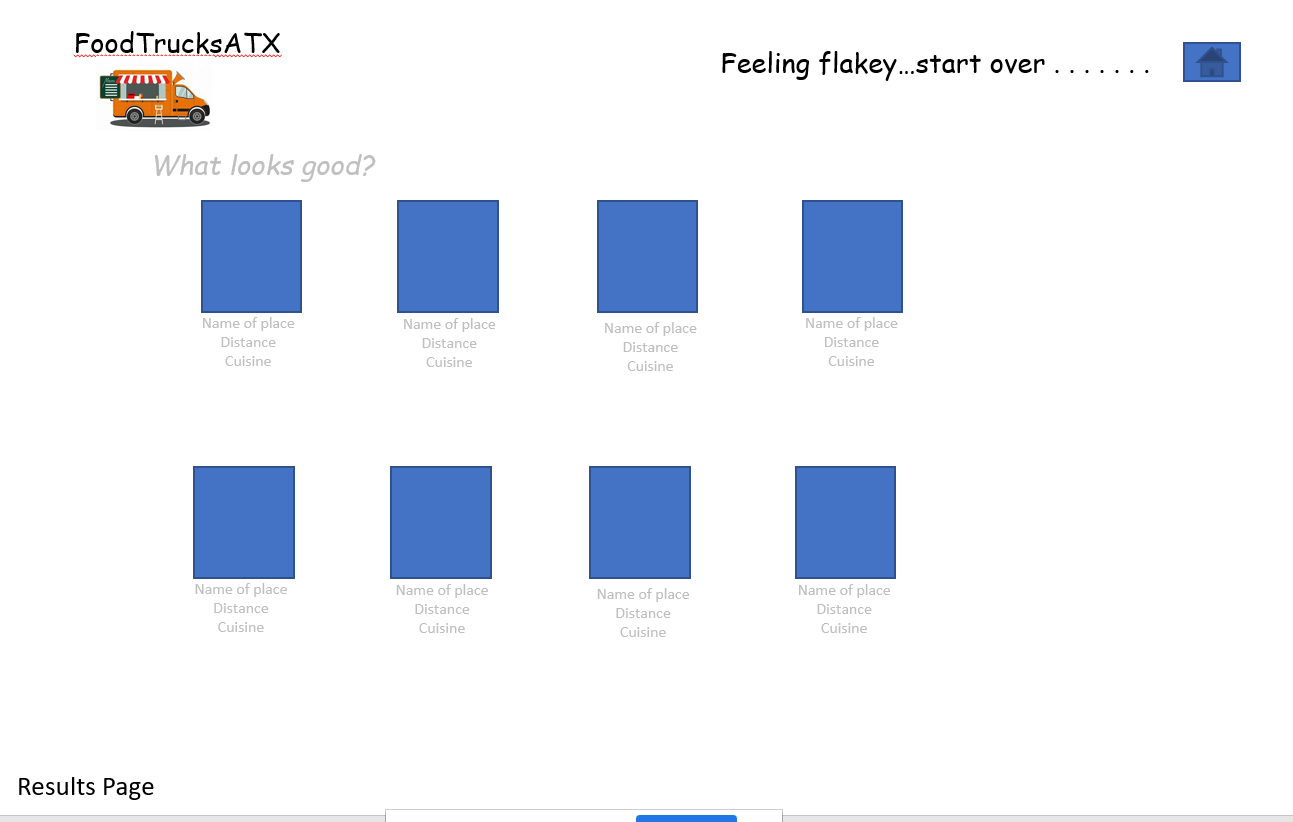 FoodTrucksATX
Feeling flakey...start over . . . . . . .
What looks good?
Name of place
Distance
Cuisine
Name of place
Distance
Cuisine
Name of place
Distance
Cuisine
Name of place
Distance
Cuisine
Name of place
Distance
Cuisine
Name of place
Distance
Cuisine
Name of place
Distance
Cuisine
Name of place
Distance
Cuisine
Results Page